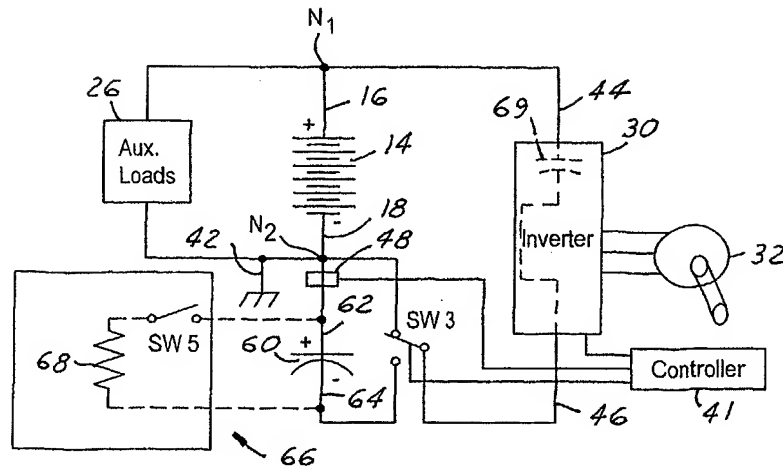 N1
26
16
44
Aux.
Loads
+
14
69
30
-
18
N2
42
48
Inverter
32
SW 5
62
SW 3
68
60
+
-
64
Controller
41
46
66